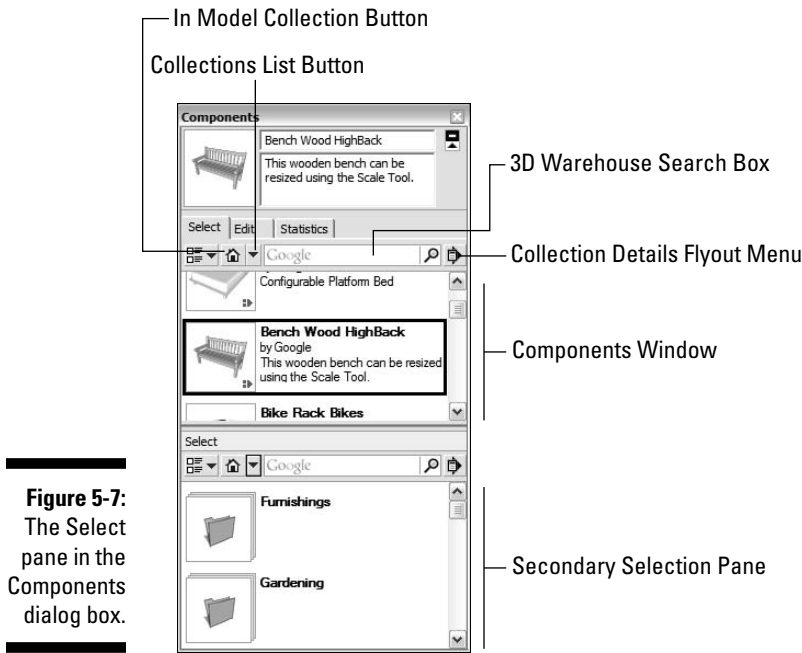 In Model Collection Button
Collections List Button
Components
Bench Wood HighBack
This wooden bench can be
resized using the Scale Tool.
3D Warehouse Search Box
Select
Edit
Statistics
Google
Collection Details Flyout Menu
Configurable Platform Bed
Bench Wood HighBack
by Google
This wooden bench can be resized
using the Scale Tool.
Components Window
Bike Rack Bikes
Select
Google
Furnishings
Gardening
Secondary Selection Pane
Figure 5-7:
The Select
pane in the
Components
dialog box.